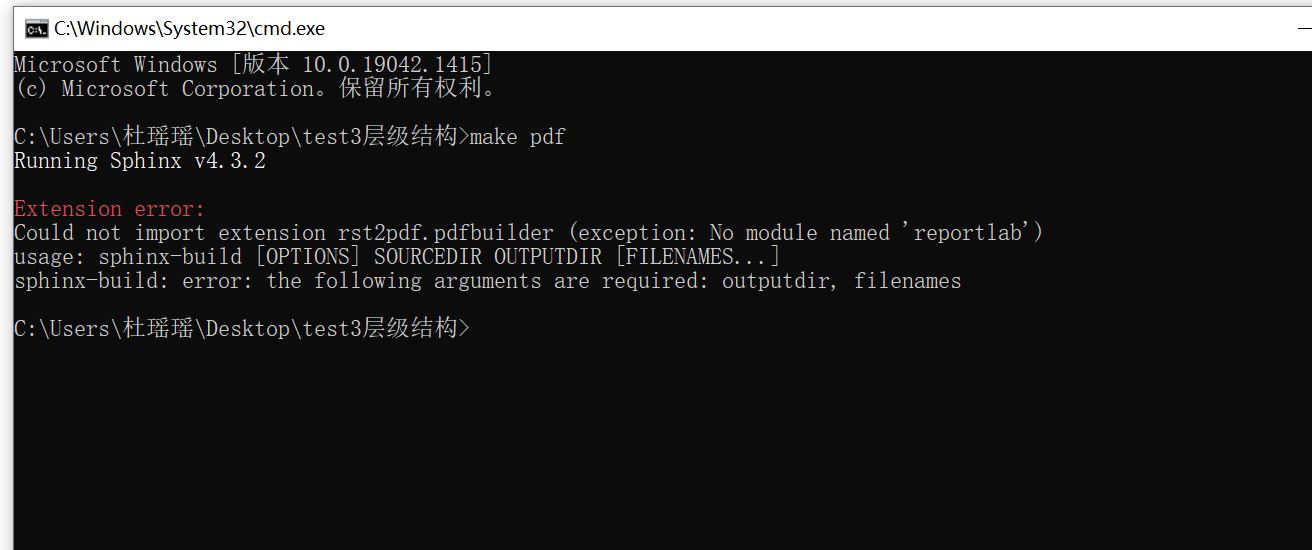 C:\Windows\System32\cmd.exe
Microsoft Windows [版本 10.0.19042.1415]
(c) Microsoft Corporation。保留所有权利。
C:\Users\杜瑶瑶\Desktop\test3层级结构>make pdf
Running Sphinx v4.3.2
Extension error:
Could not import extension rst2pdf.pdfbuilder (exception: No module named 'reportlab')
usage: sphinx-build [OPTIONS] SOURCEDIR OUTPUTDIR [FILENAMES...]
sphinx-build: error: the following arguments are required: outputdir, filenames
C:\Users\杜瑶瑶\Desktop\test3层级结构>